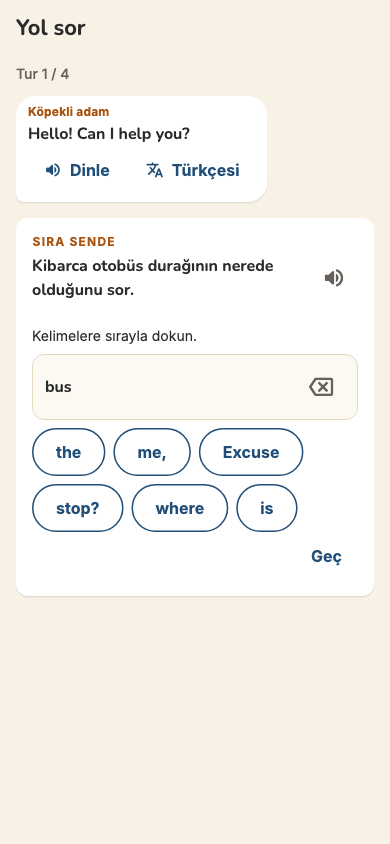 Yol sor
Tur 1 / 4
Köpekli adam
Hello! Can I help you?
Dinle
Türkçesi
SIRA SENDE
Kibarca otobüs durağının nerede
olduğunu sor.
Kelimelere sırayla dokun.
bus
the
me,
Excuse
stop?
where
is
Geç